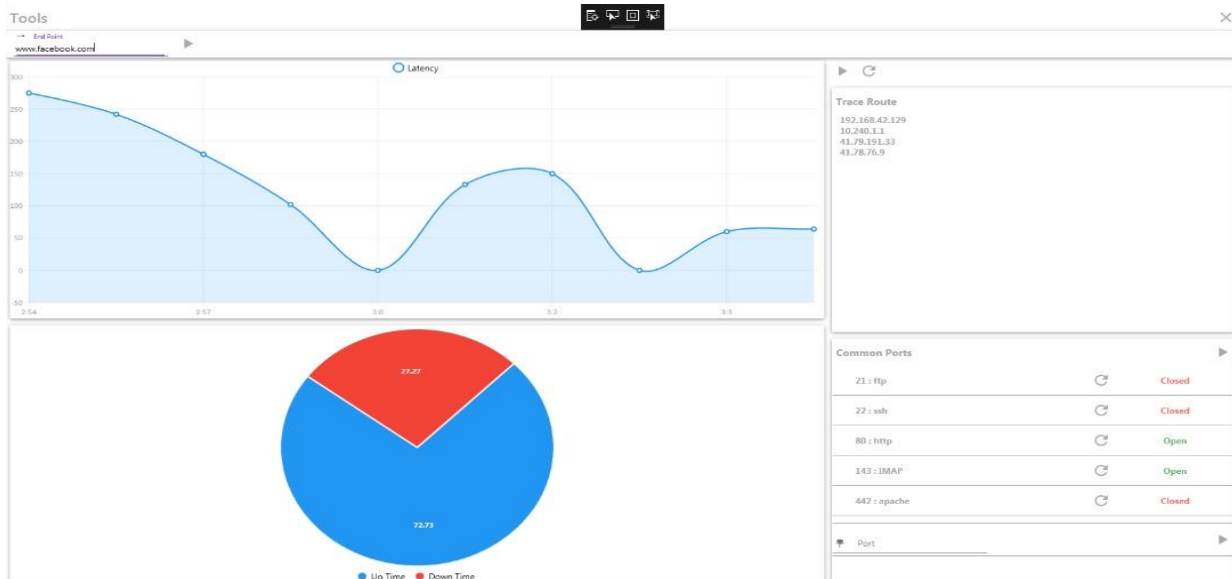 Tools
End Point
www.facebook.com
Latency
300
250
200
150
100
50
0
-50
2:54
2:57
3:0
3:2
3:3
Trace Route
192.168.42.129
10.240.1.1
41.79.191.33
41.78.76.9
27.27
72.73
Up Time
Down Time
Common Ports
21 : ftp Closed
22 : ssh Closed
80 : http Open
143 : IMAP Open
442 : apache Closed
Port